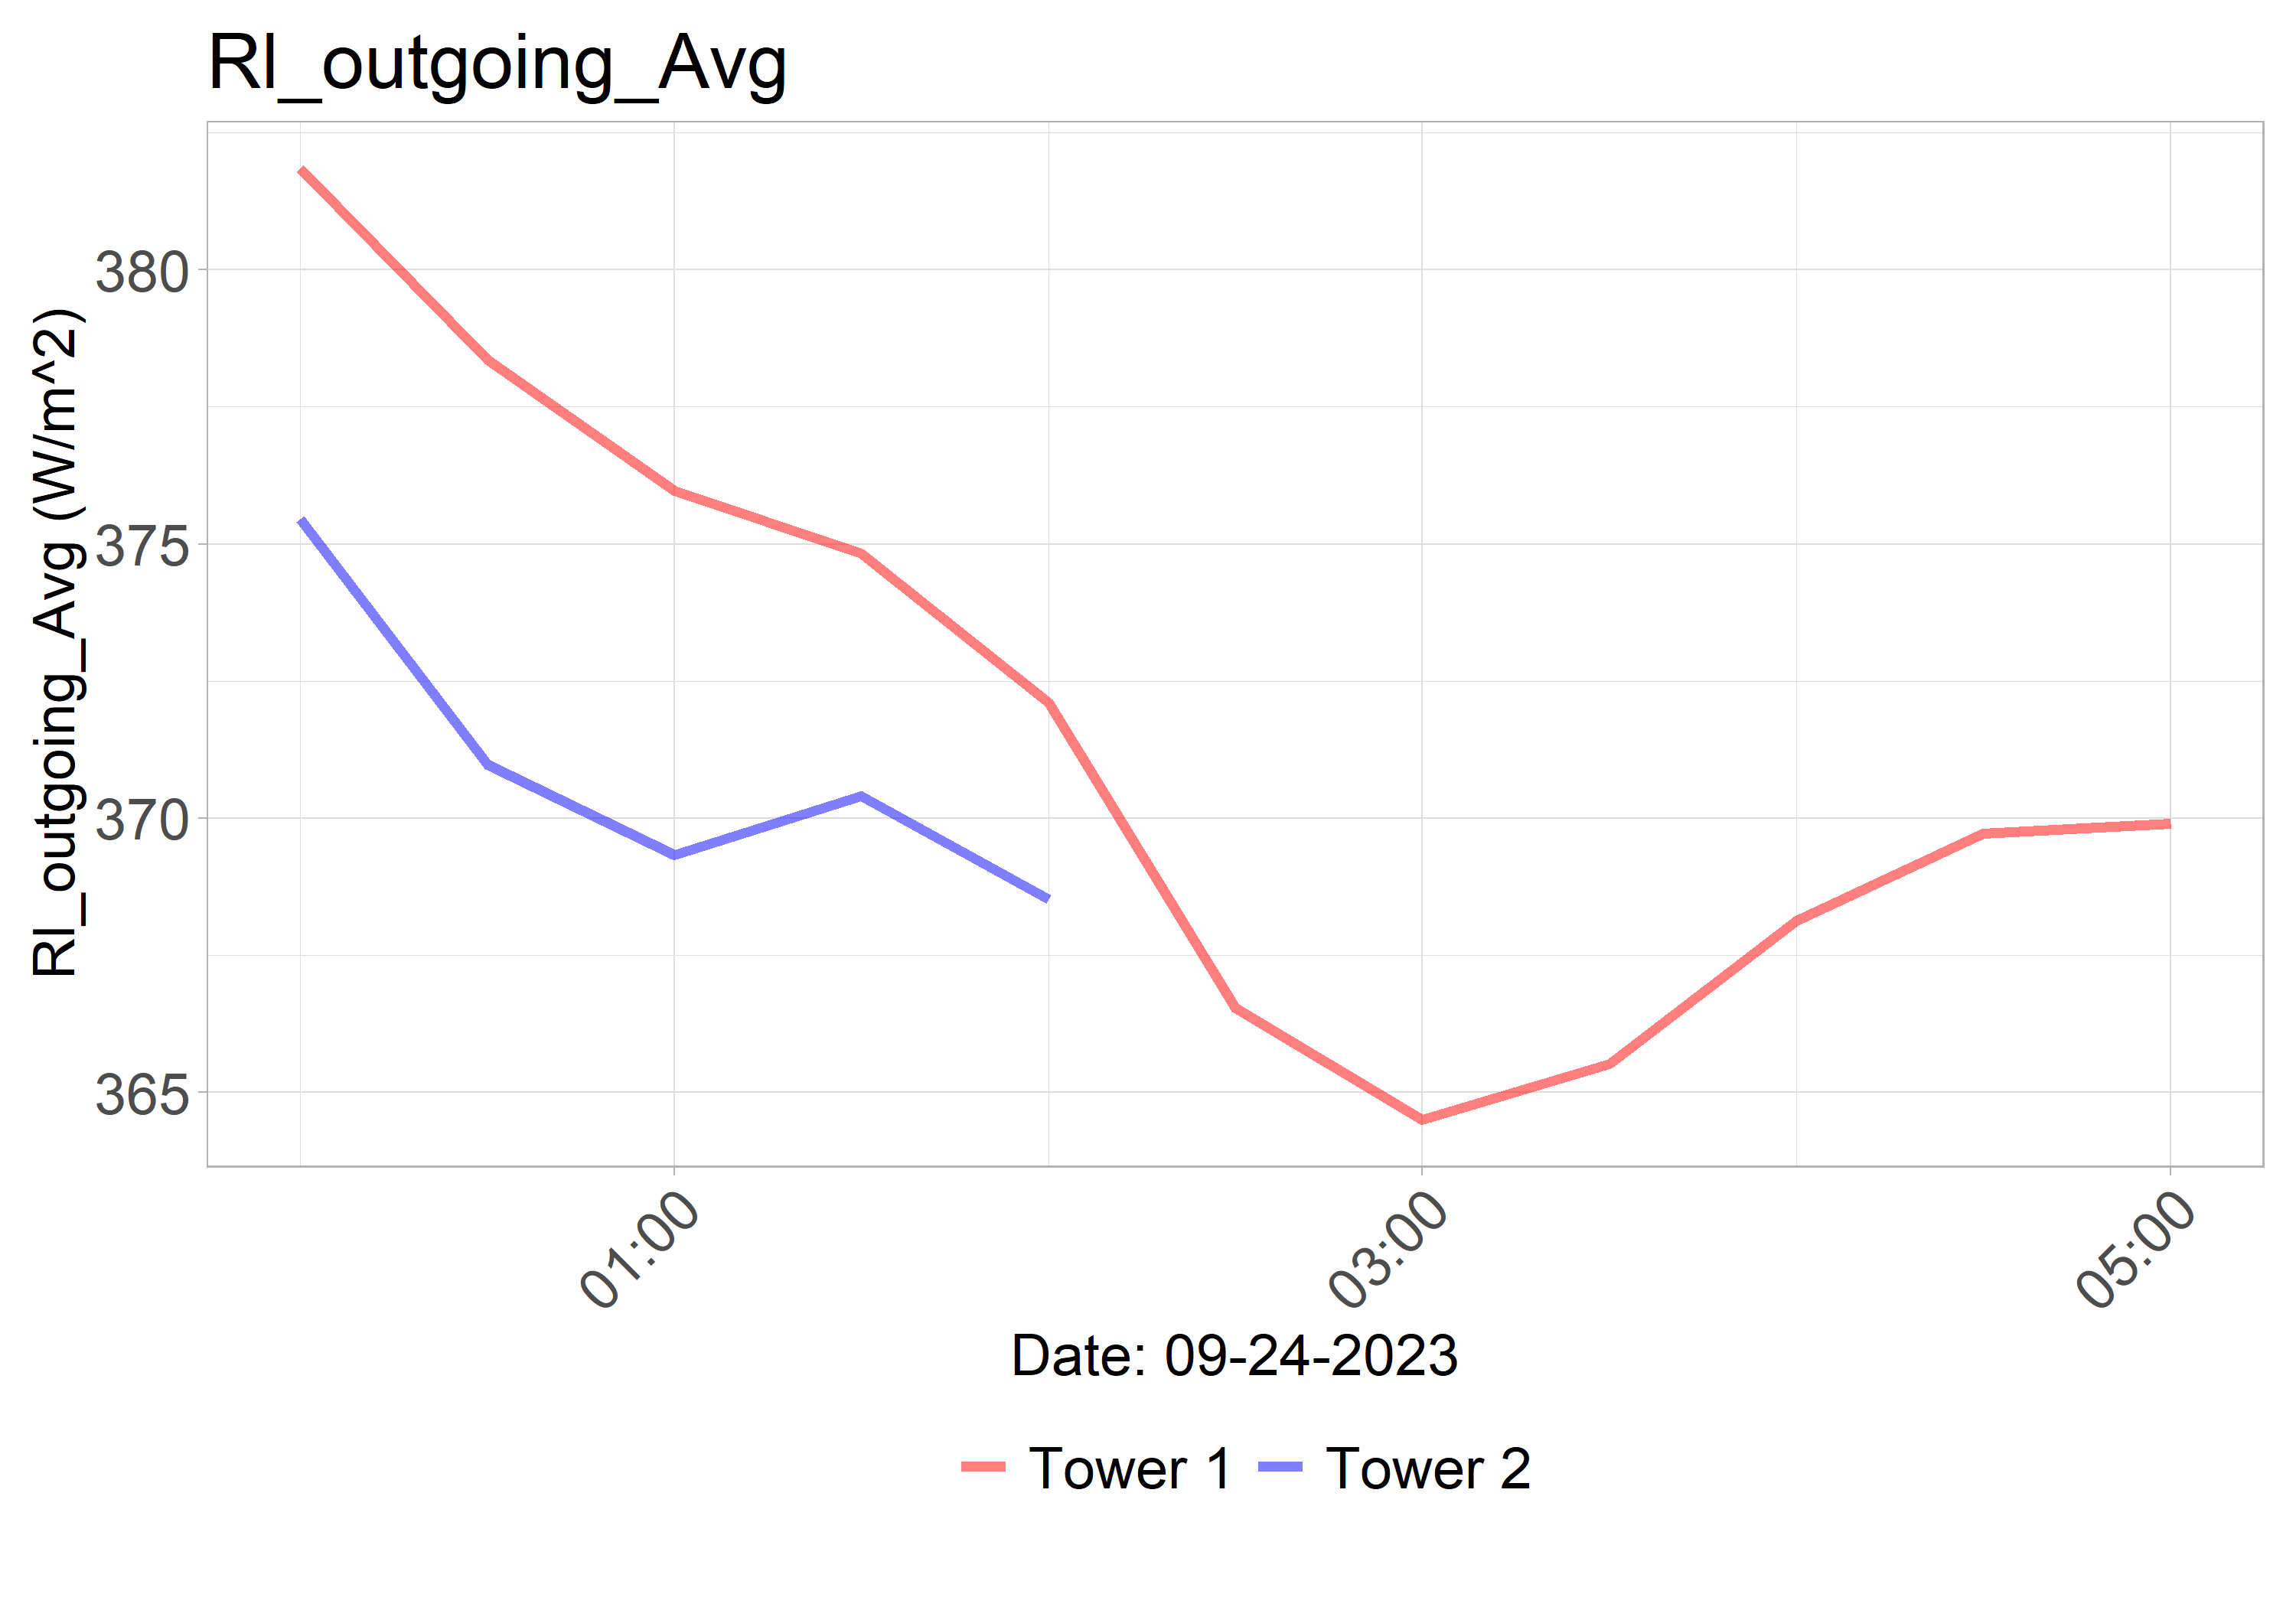 Rl_outgoing_Avg
Rl_outgoing_Avg (W/m^2)
380
375
370
365
01:00
03:00
05:00
Date: 09-24-2023
Tower 1
Tower 2